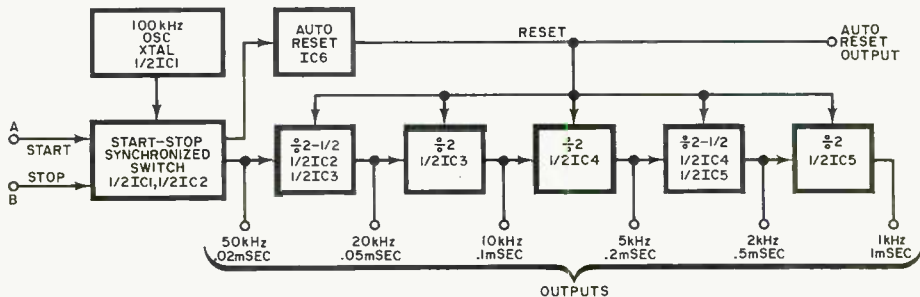 100kHz
OSC
XTAL
1/2IC1
AUTO
RESET
IC6
RESET
AUTO
RESET
OUTPUT
A
START
B
STOP
START-STOP
SYNCHRONIZED
SWITCH
1/2IC1,1/2IC2
÷2-1/2
1/2IC2
1/2IC3
÷2
1/2IC3
÷2
1/2IC4
÷2-1/2
1/2IC4
1/2IC5
÷2
1/2IC5
50kHz
.02mSEC
20kHz
.05mSEC
10kHz
.1mSEC
5kHz
.2mSEC
2kHz
.5mSEC
1kHz
1mSEC
OUTPUTS